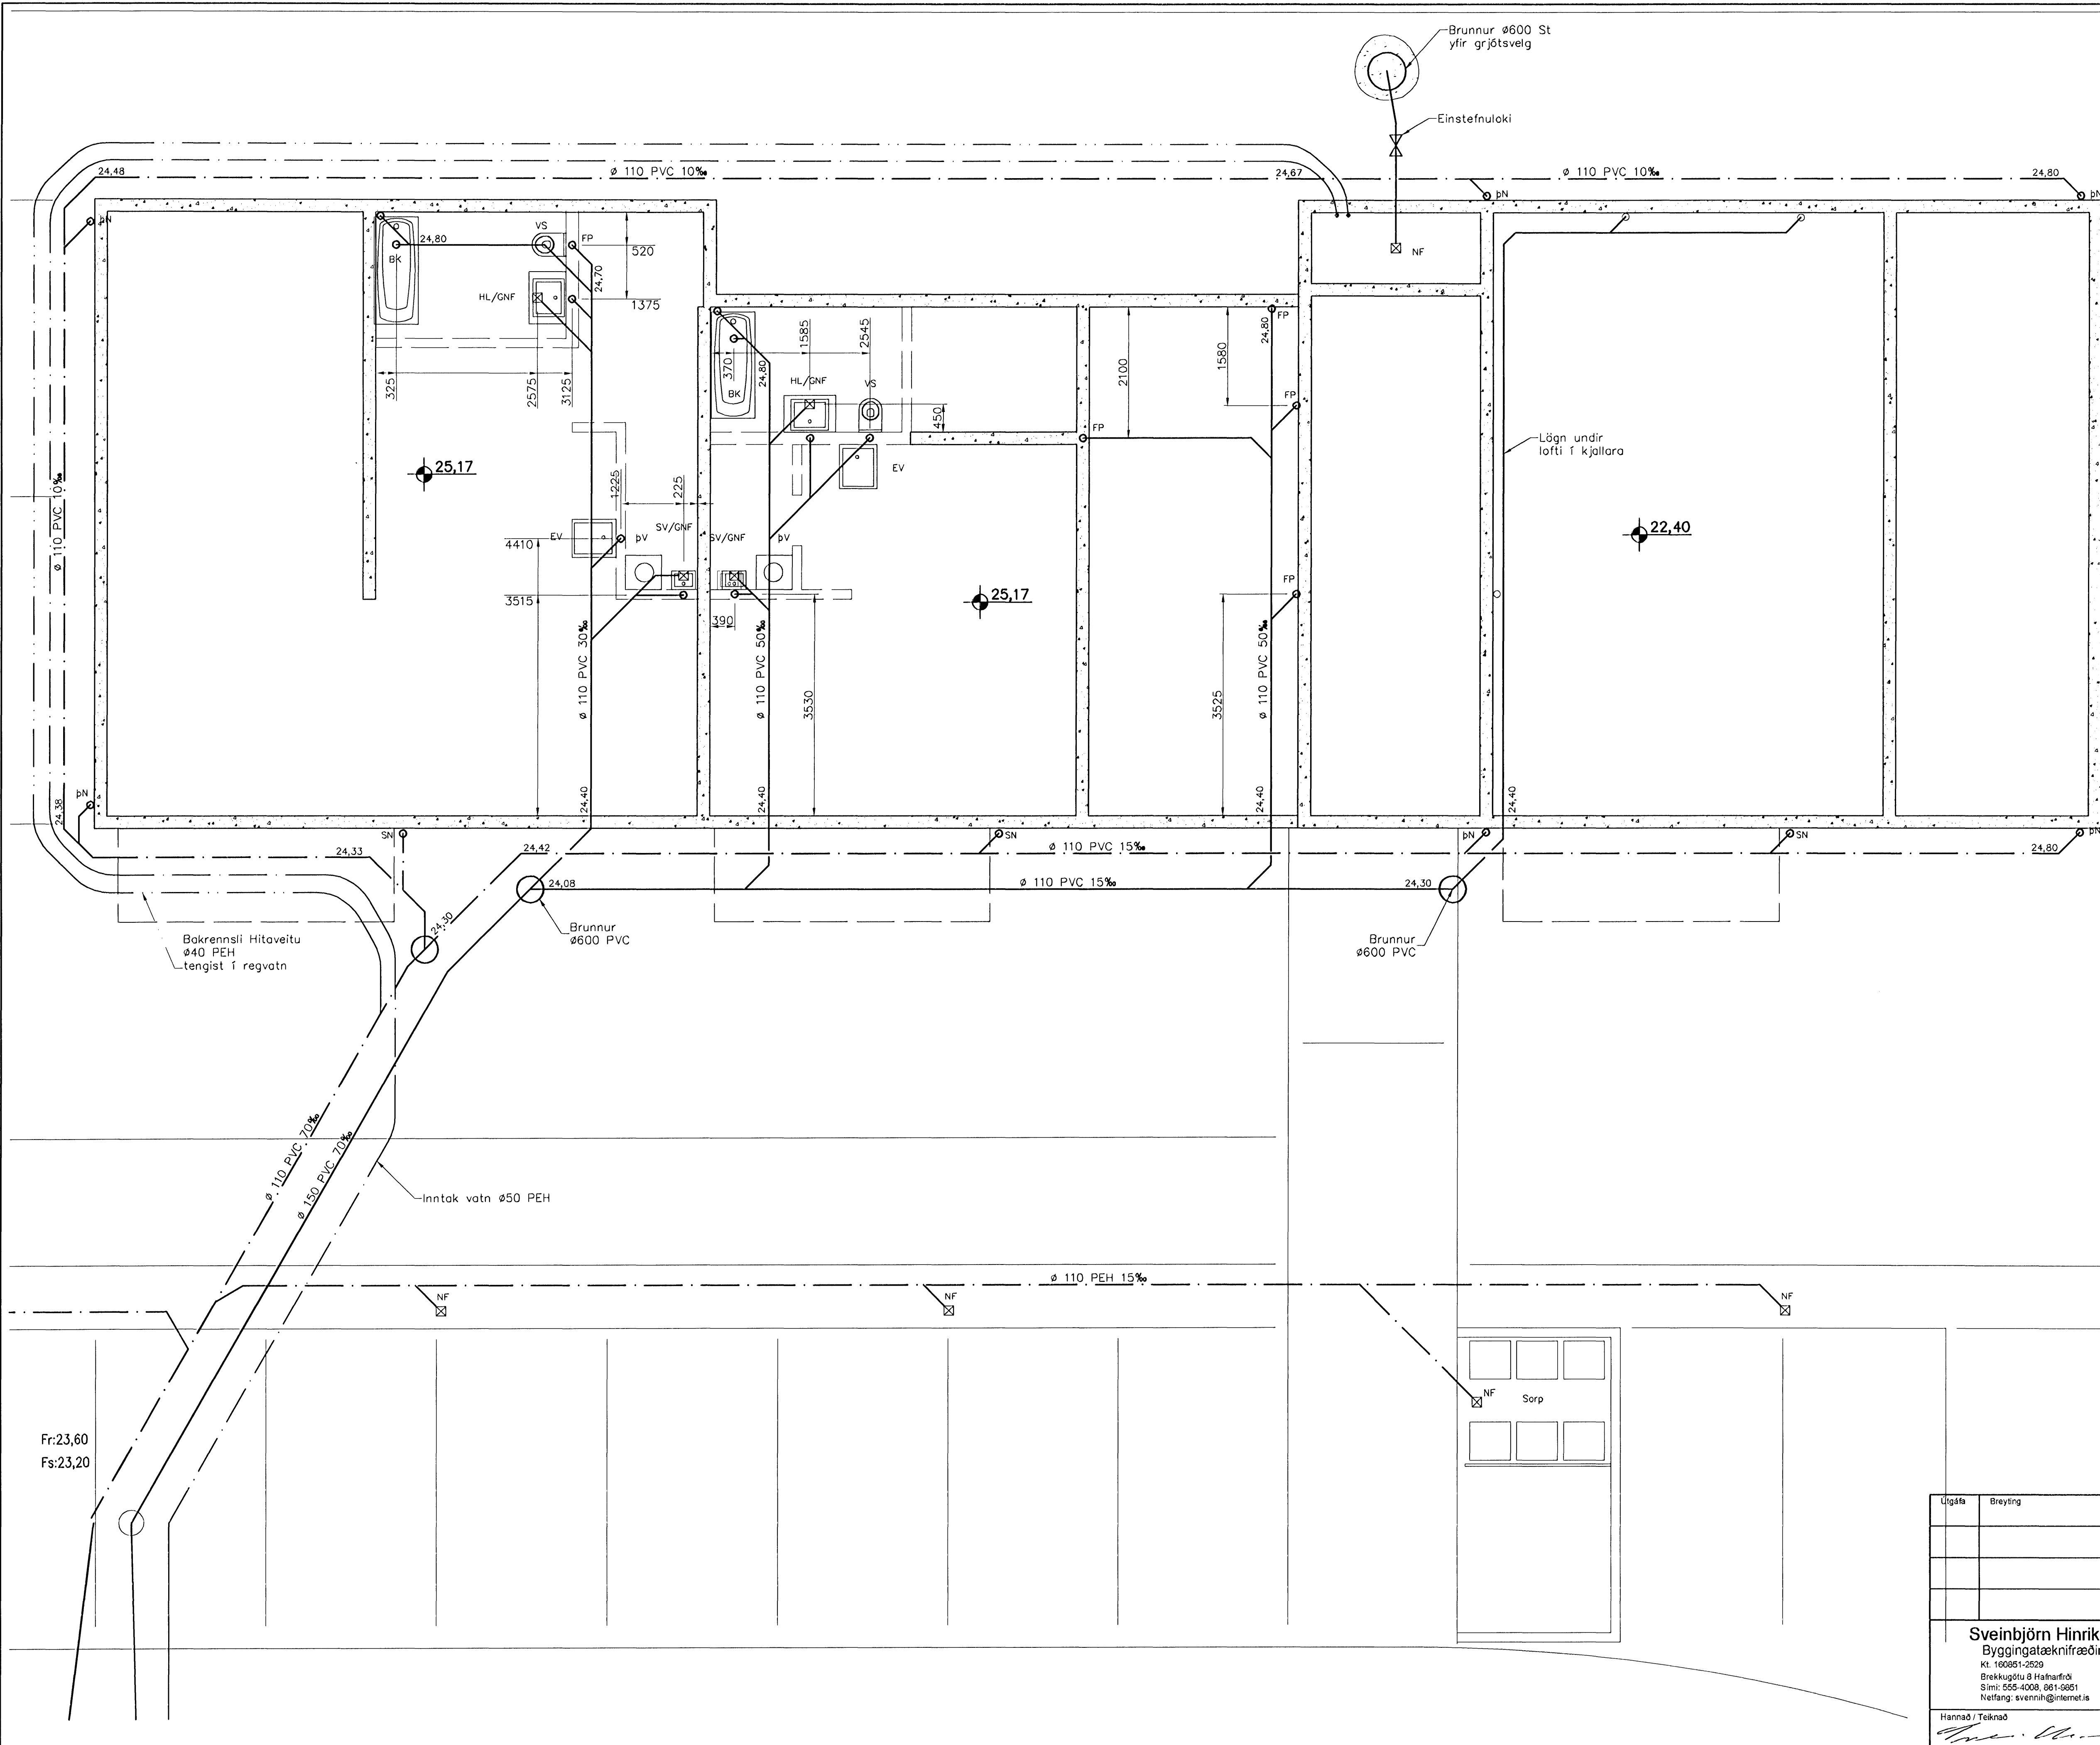 Brunnur ø600 St
yfir grjótsvelg
Einstefnuloki
24,48
ø 110 PVC 10‰
24,67
ø 110 PVC 10‰
24,80
þN
þN
þN
VS
FP
24,80
BK
520
24,70
HL/GNF
1375
NF
FP
24,80
1585
2545
370
24,80
325
2575
3125
HL/GNF
VS
BK
450
2100
1580
FP
FP
Lögn undir
lofti í kjallara
25,17
EV
ø 110 PVC 10‰
1225
225
SV/GNF
SV/GNF
4410
EV
þV
þV
22,40
FP
3515
25,17
390
ø 110 PVC 30‰
ø 110 PVC 50‰
3530
3525
ø 110 PVC 50‰
þN
24,38
24,40
24,40
24,40
24,40
SN
SN
þN
SN
þN
24,33
24,42
ø 110 PVC 15‰
24,80
24,08
ø 110 PVC 15‰
24,30
24,30
Brunnur
ø600 PVC
Brunnur
ø600 PVC
Bakrennsli Hitaveitu
ø40 PEH
tengist í regvatn
ø 110 PVC 70‰
ø 150 PVC 70‰
Inntak vatn ø50 PEH
ø 110 PEH 15‰
NF
NF
NF
NF
Sorp
Fr:23,60
Fs:23,20
Útgáfa
Breyting
Sveinbjörn Hinrik
Byggingatæknifræðin
Kt. 160851-2529
Brekkugötu 8 Hafnarfirði
Sími: 555-4008, 861-9851
Netfang: svennih@internet.is
Hannað / Teiknað